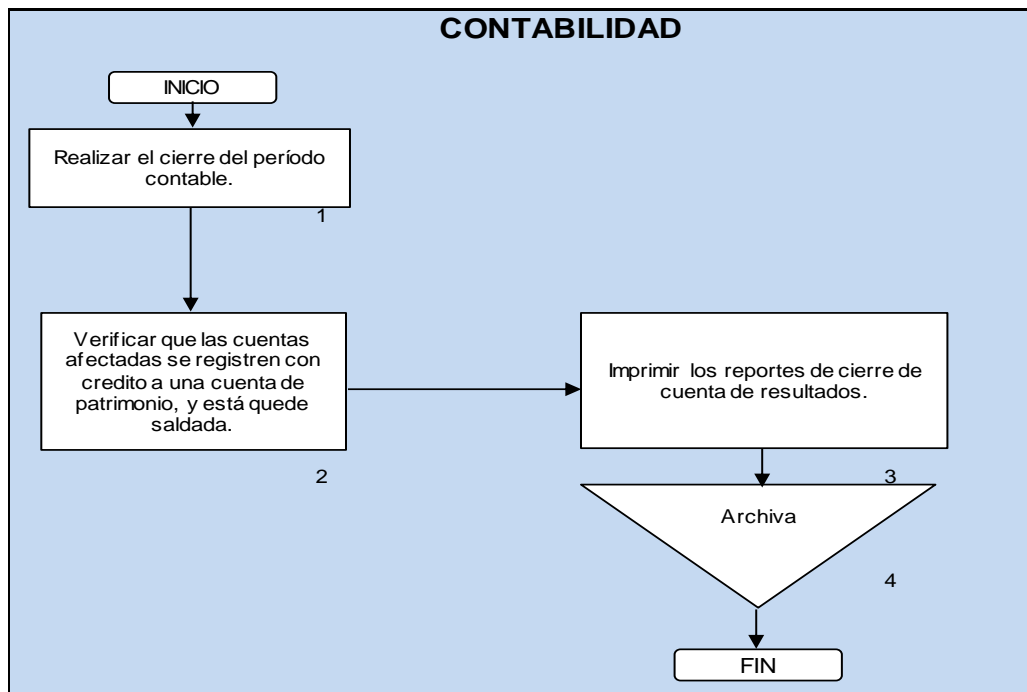 CONTABILIDAD
INICIO
Realizar el cierre del período
contable.
1
Verificar que las cuentas
afectadas se registren con
credito a una cuenta de
patrimonio, y está quede
saldada.
2
Imprimir los reportes de cierre de
cuenta de resultados.
3
Archiva
4
FIN